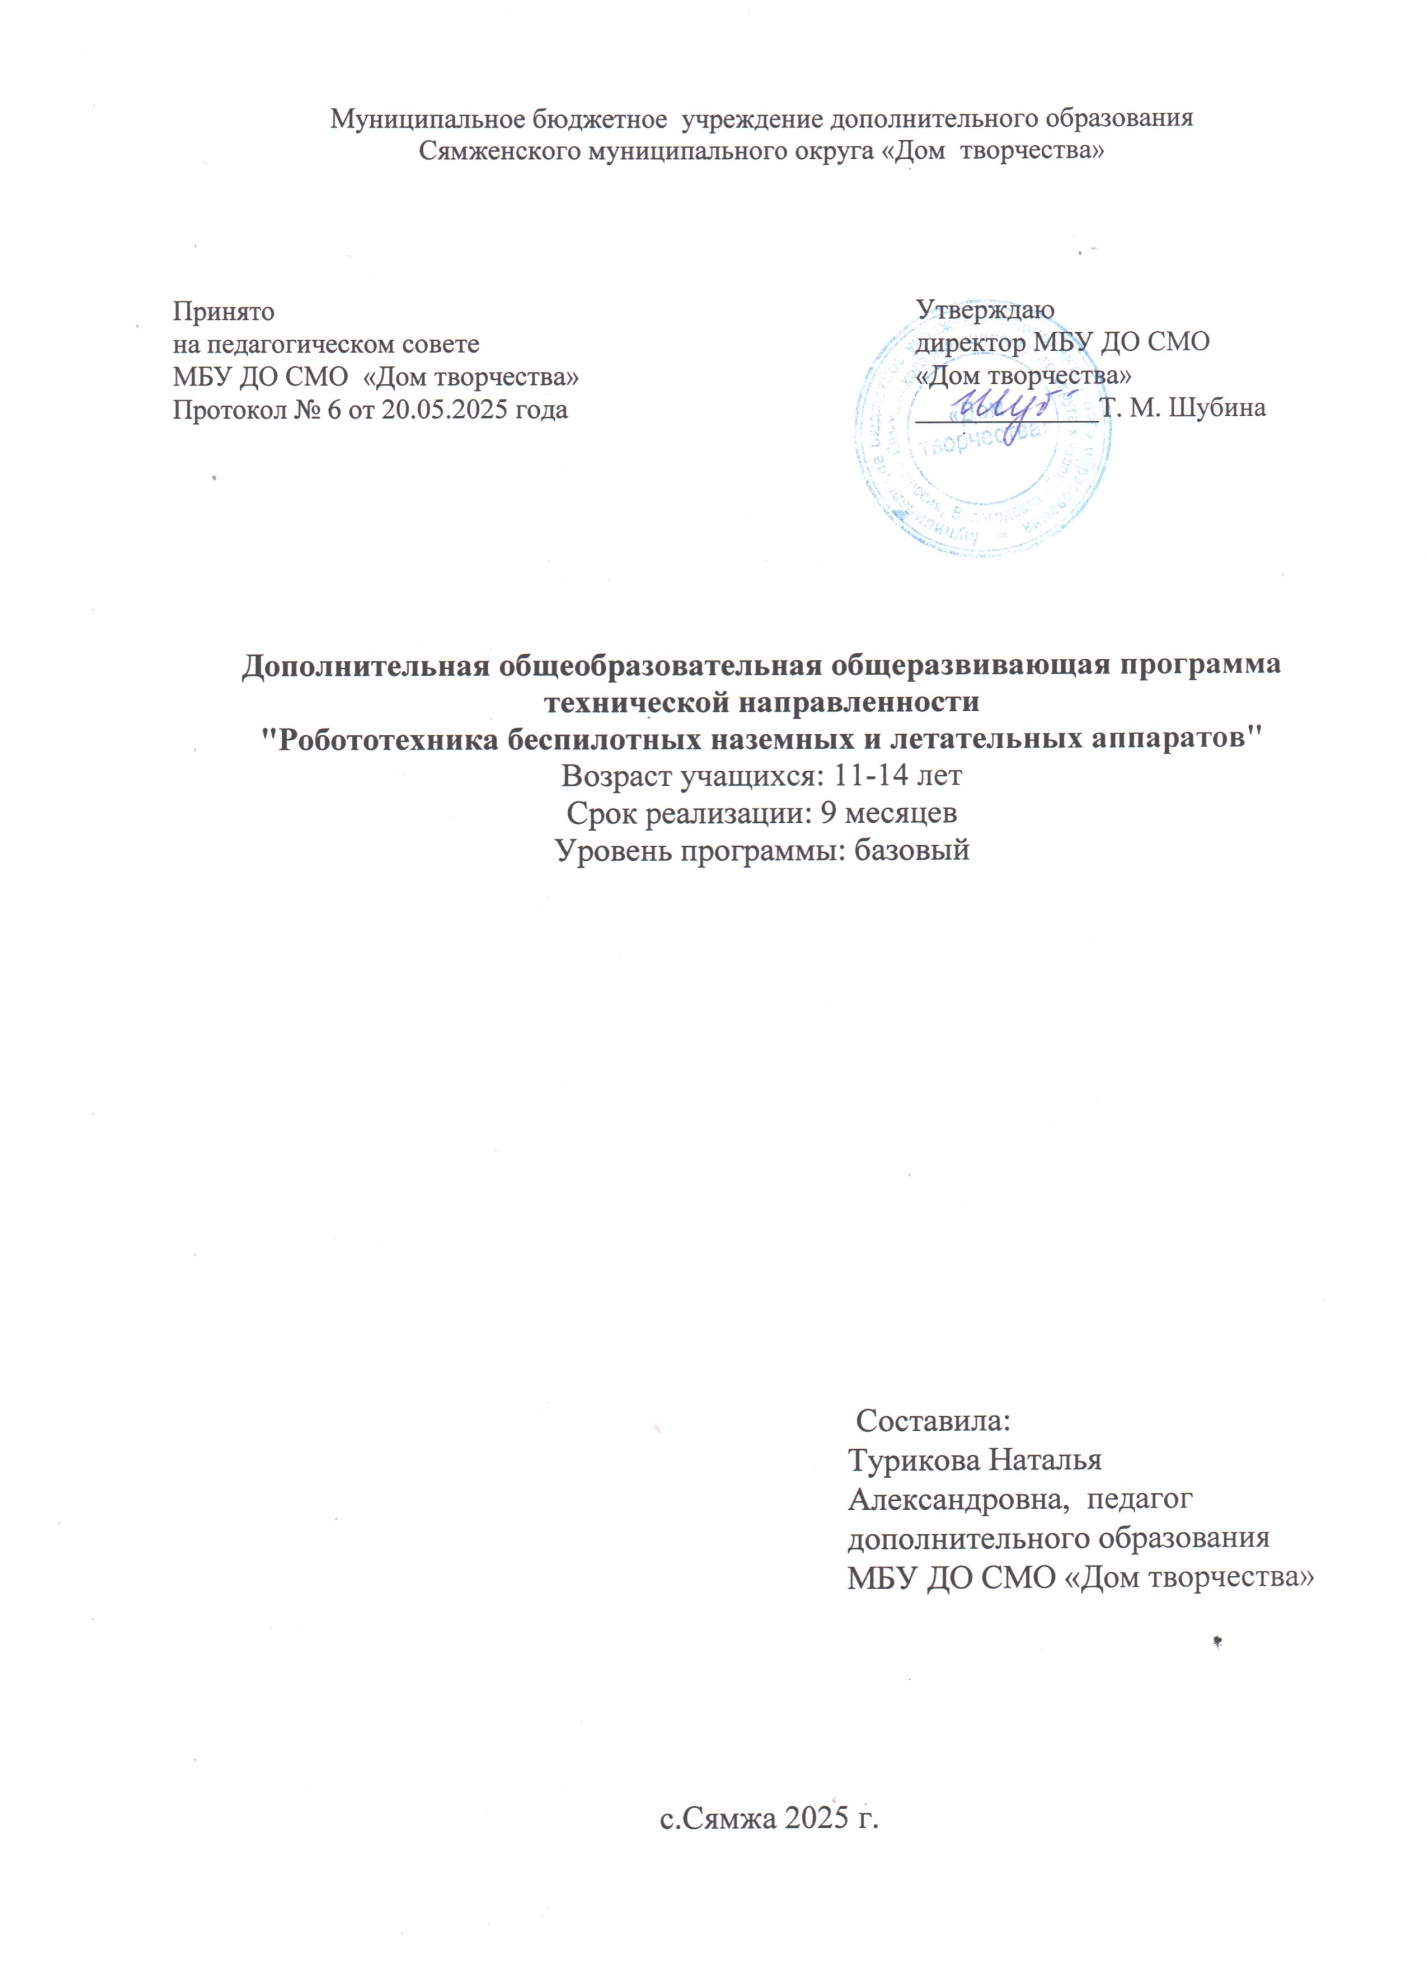 Муниципальное бюджетное учреждение дополнительного образования
Сямженского муниципального округа «Дом творчества»
Принято
на педагогическом совете
МБУ ДО СМО «Дом творчества»
Протокол № 6 от 20.05.2025 года
Утверждаю
директор МБУ ДО СМО
«Дом творчества»
_____________Т. М. Шубина
творчества
Дополнительная общеобразовательная общеразвивающая программа
технической направленности
"Робототехника беспилотных наземных и летательных аппаратов"
Возраст учащихся: 11-14 лет
Срок реализации: 9 месяцев
Уровень программы: базовый
Составила:
Турикова Наталья
Александровна, педагог
дополнительного образования
МБУ ДО СМО «Дом творчества»
с.Сямжа 2025 г.